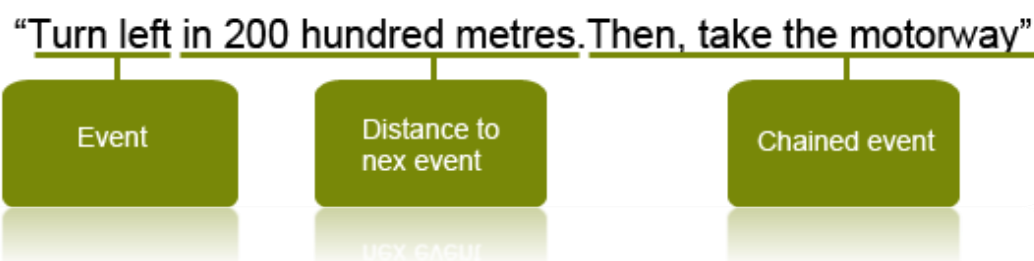 “Turn left in 200 hundred metres.Then, take the motorway”
Event
Distance to
nex event
Chained event